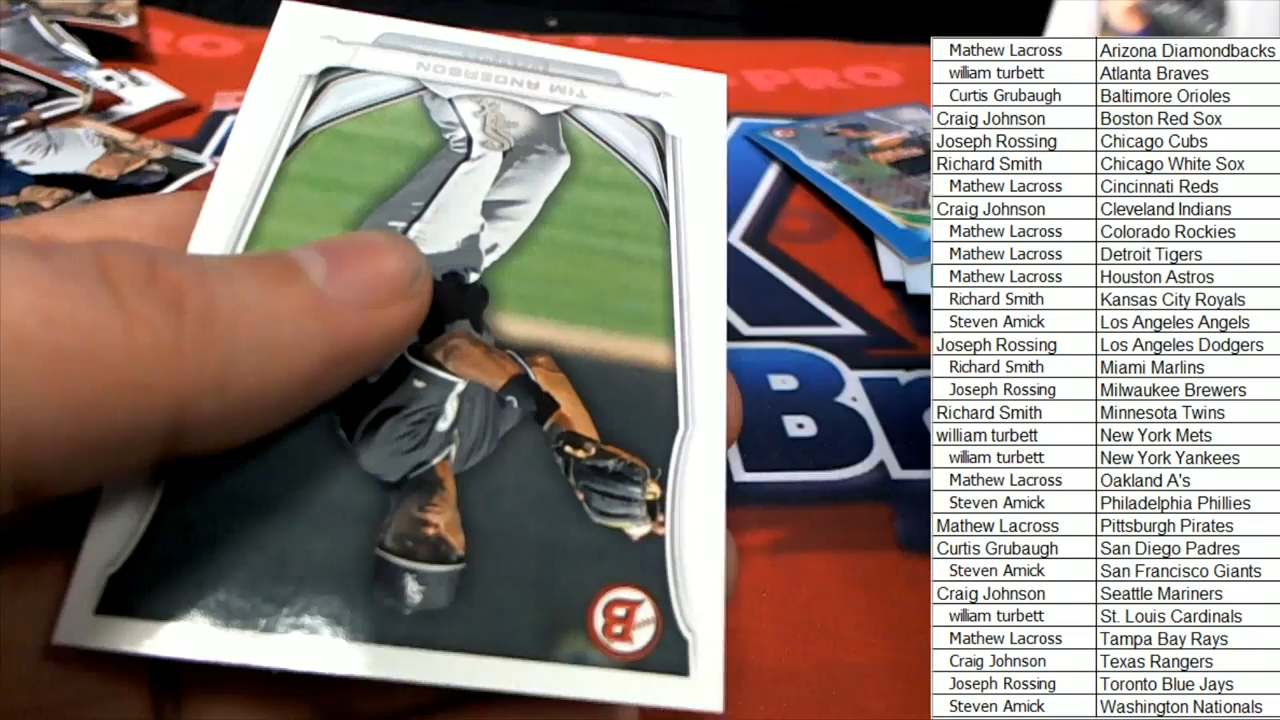 TIM ANDERSON
B
RO
PRO
Br
Mathew Lacross Arizona Diamondbacks
william turbett Atlanta Braves
Curtis Grubaugh Baltimore Orioles
Craig Johnson Boston Red Sox
Joseph Rossing Chicago Cubs
Richard Smith Chicago White Sox
Mathew Lacross Cincinnati Reds
Craig Johnson Cleveland Indians
Mathew Lacross Colorado Rockies
Mathew Lacross Detroit Tigers
Mathew Lacross Houston Astros
Richard Smith Kansas City Royals
Steven Amick Los Angeles Angels
Joseph Rossing Los Angeles Dodgers
Richard Smith Miami Marlins
Joseph Rossing Milwaukee Brewers
Richard Smith Minnesota Twins
william turbett New York Mets
william turbett New York Yankees
Mathew Lacross Oakland A's
Steven Amick Philadelphia Phillies
Mathew Lacross Pittsburgh Pirates
Curtis Grubaugh San Diego Padres
Steven Amick San Francisco Giants
Craig Johnson Seattle Mariners
william turbett St. Louis Cardinals
Mathew Lacross Tampa Bay Rays
Craig Johnson Texas Rangers
Joseph Rossing Toronto Blue Jays
Steven Amick Washington Nationals